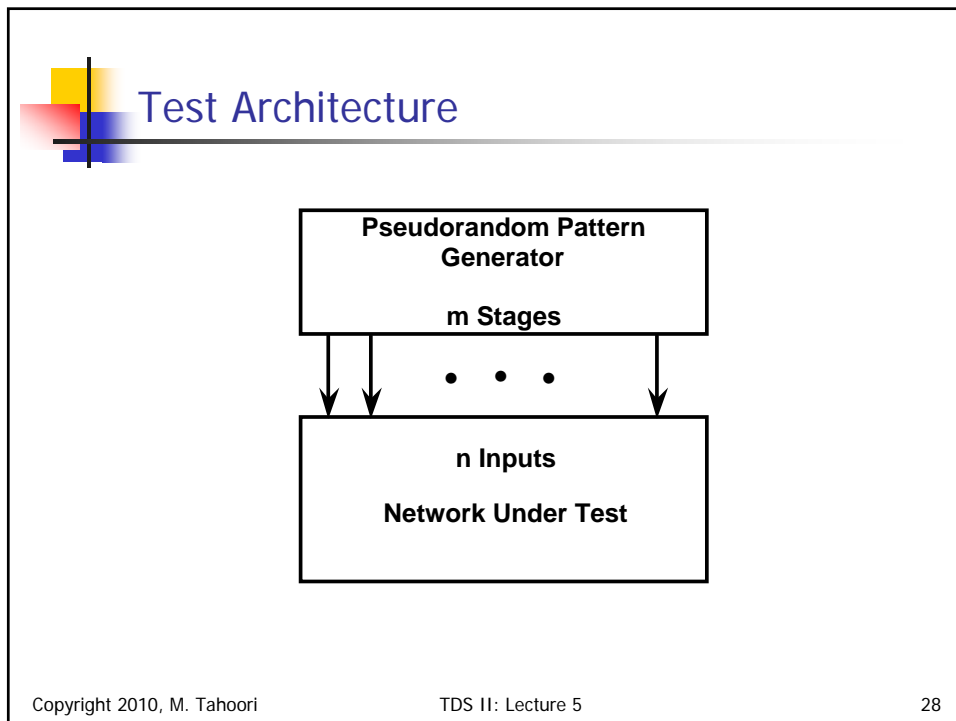 Test Architecture
Pseudorandom Pattern
Generator
m Stages
n Inputs
Network Under Test
Copyright 2010, M. Tahoori TDS II: Lecture 5 28